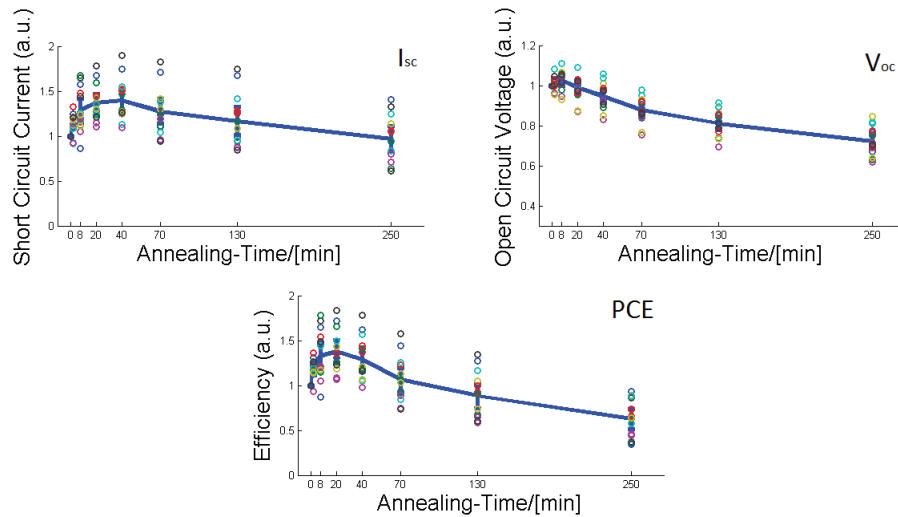 Short Circuit Current (a.u.)
2
1.5
1
0.5
0
Isc
0 8 20 40 70 130 250
Annealing-Time/[min]
Open Circuit Voltage (a.u.)
1.2
1.0
0.8
0.6
0.4
Voc
0 8 20 40 70 130 250
Annealing-Time/[min]
Efficiency (a.u.)
2
1.5
1
0.5
0
PCE
0 8 20 40 70 130 250
Annealing-Time/[min]